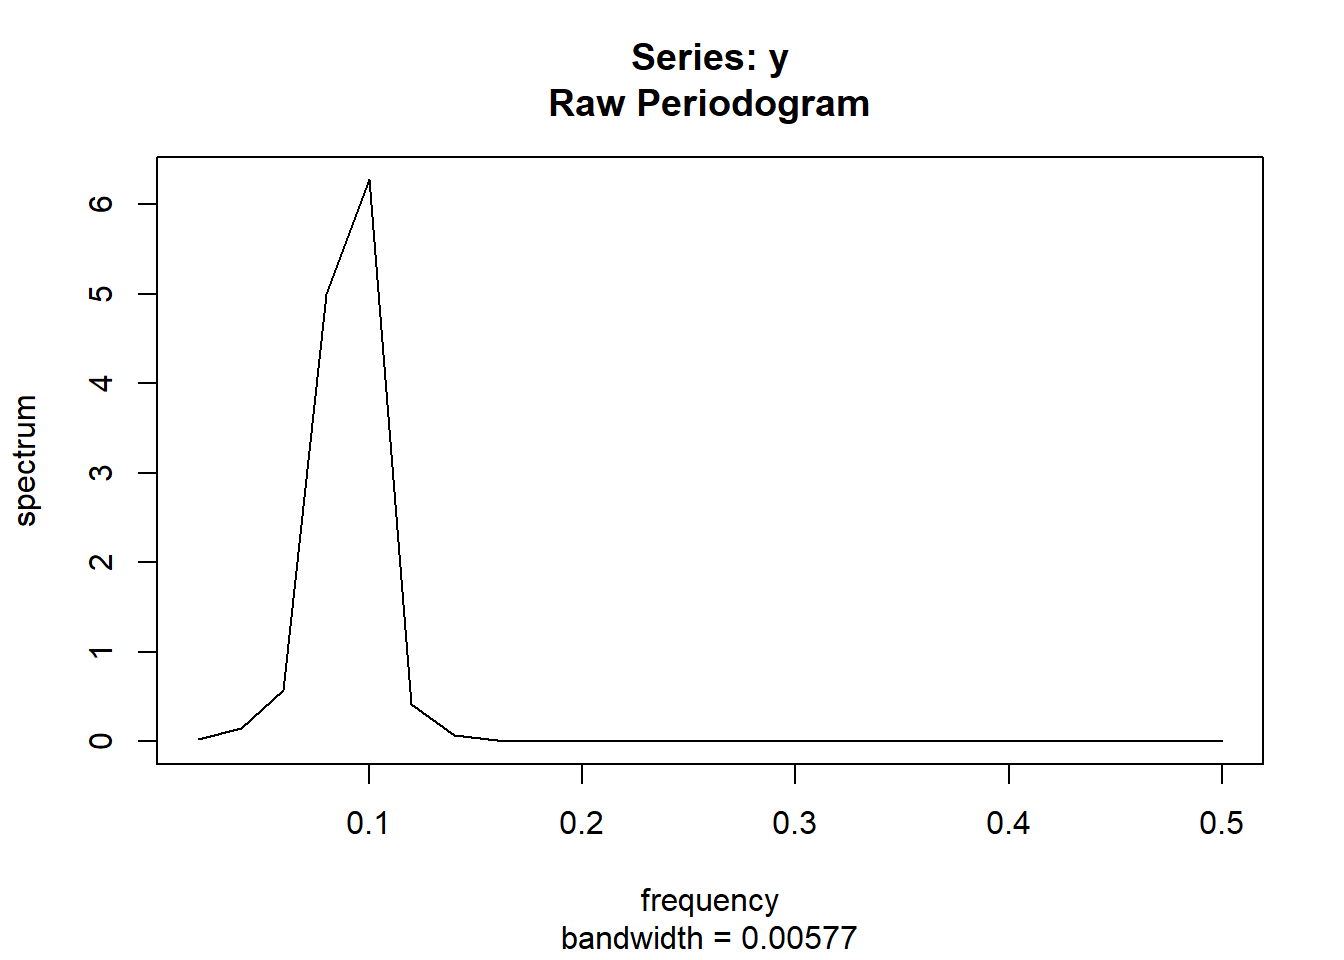 Series: y
Raw Periodogram
spectrum
6
5
4
3
2
1
0
0.1 0.2 0.3 0.4 0.5
frequency
bandwidth = 0.00577